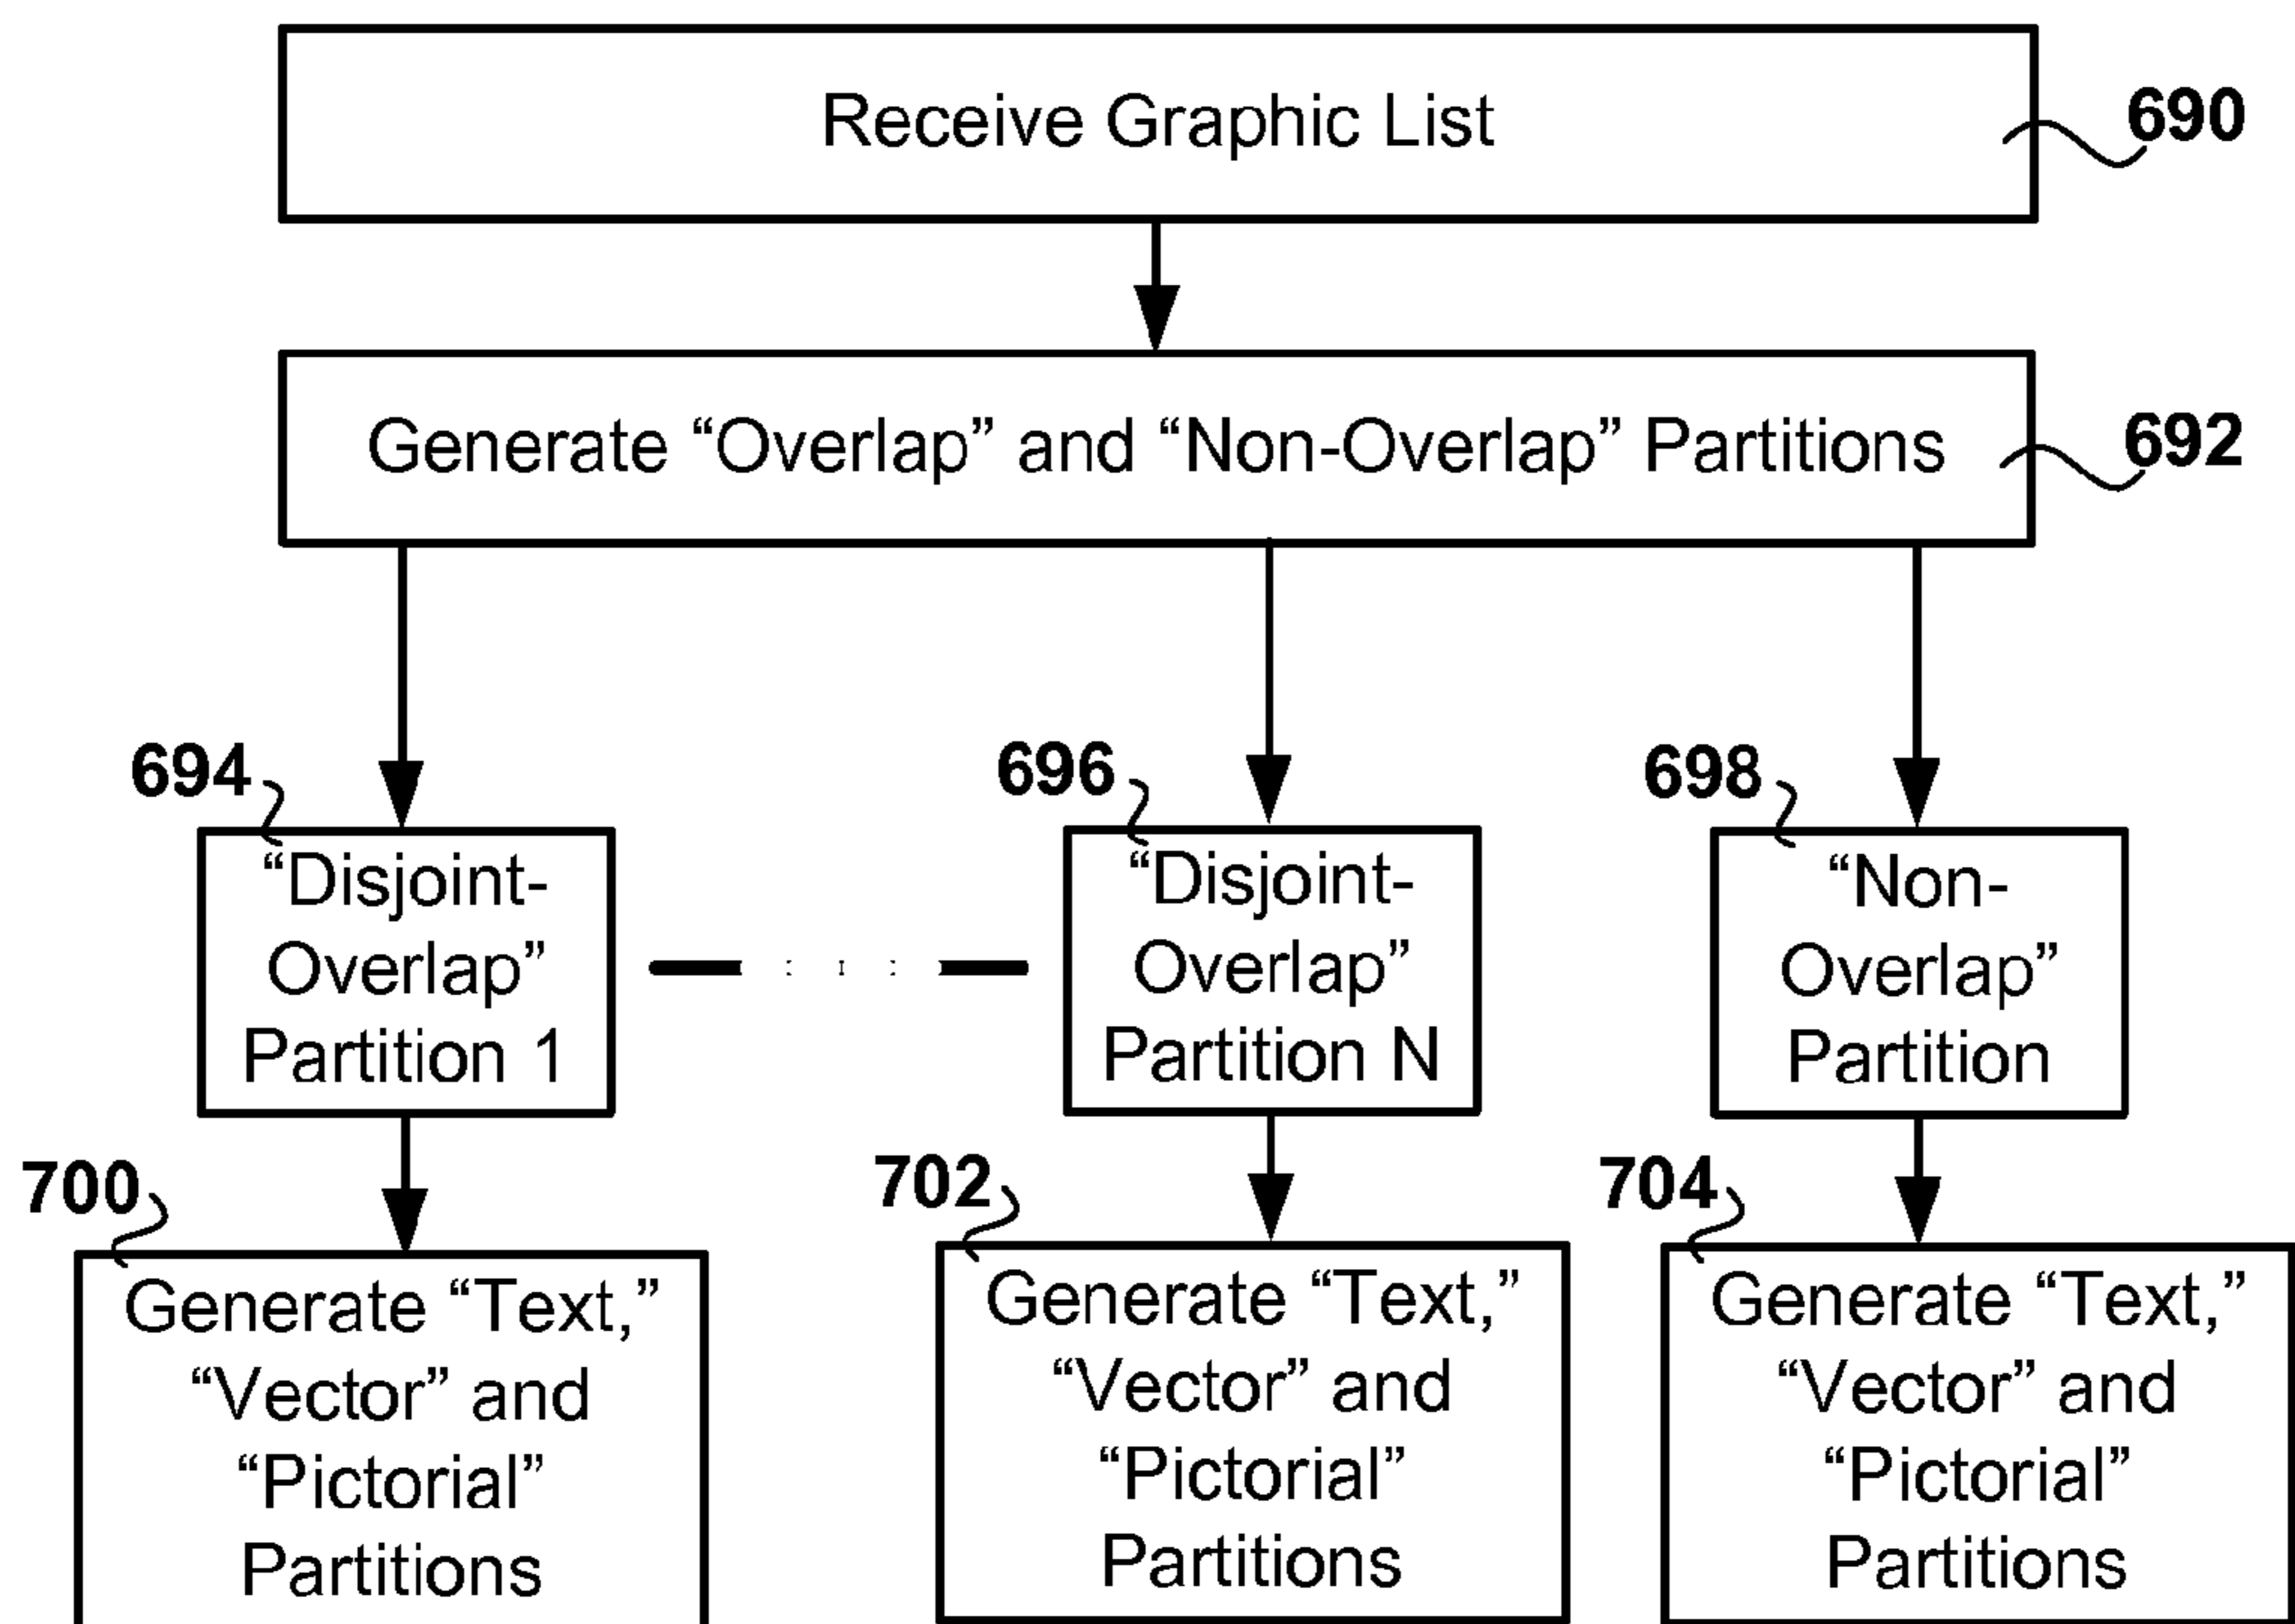 Receive Graphic List
690
Generate “Overlap” and “Non-Overlap” Partitions
692
694
“Disjoint-
Overlap”
Partition 1
696
“Disjoint-
Overlap”
Partition N
698
“Non-
Overlap”
Partition
700
Generate “Text,”
“Vector” and
“Pictorial”
Partitions
702
Generate “Text,”
“Vector” and
“Pictorial”
Partitions
704
Generate “Text,”
“Vector” and
“Pictorial”
Partitions